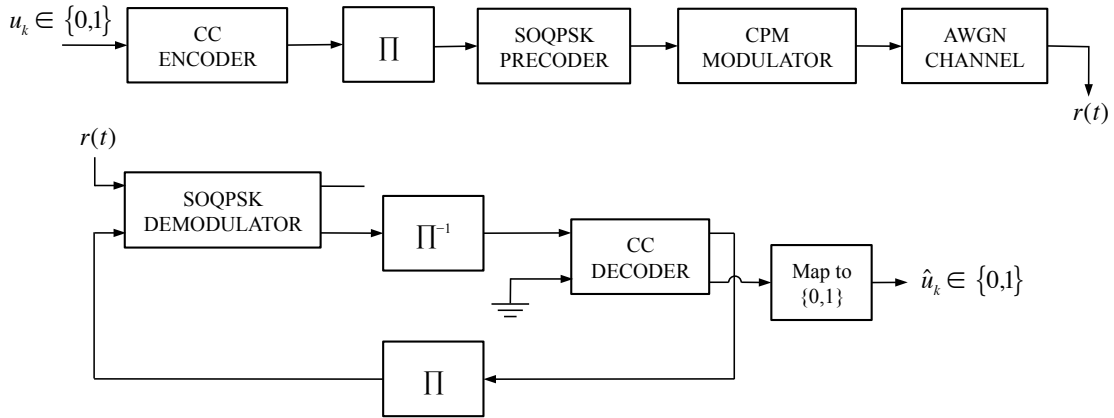 u_k ∈ {0,1}
CC
ENCODER
∏
SOQPSK
PRECODER
CPM
MODULATOR
AWGN
CHANNEL
r(t)
r(t)
SOQPSK
DEMODULATOR
∏⁻¹
CC
DECODER
Map to
{0,1}
û_k ∈ {0,1}
∏